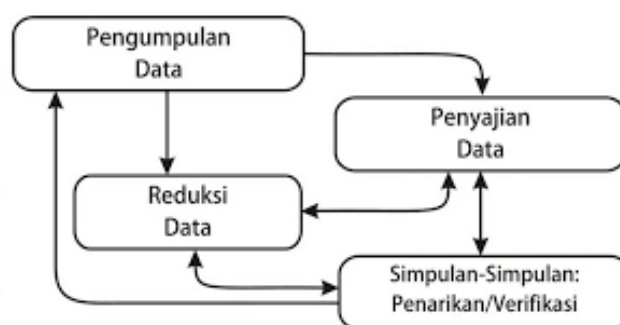 Pengumpulan
Data
Penyajian
Data
Reduksi
Data
Simpulan-Simpulan:
Penarikan/Verifikasi